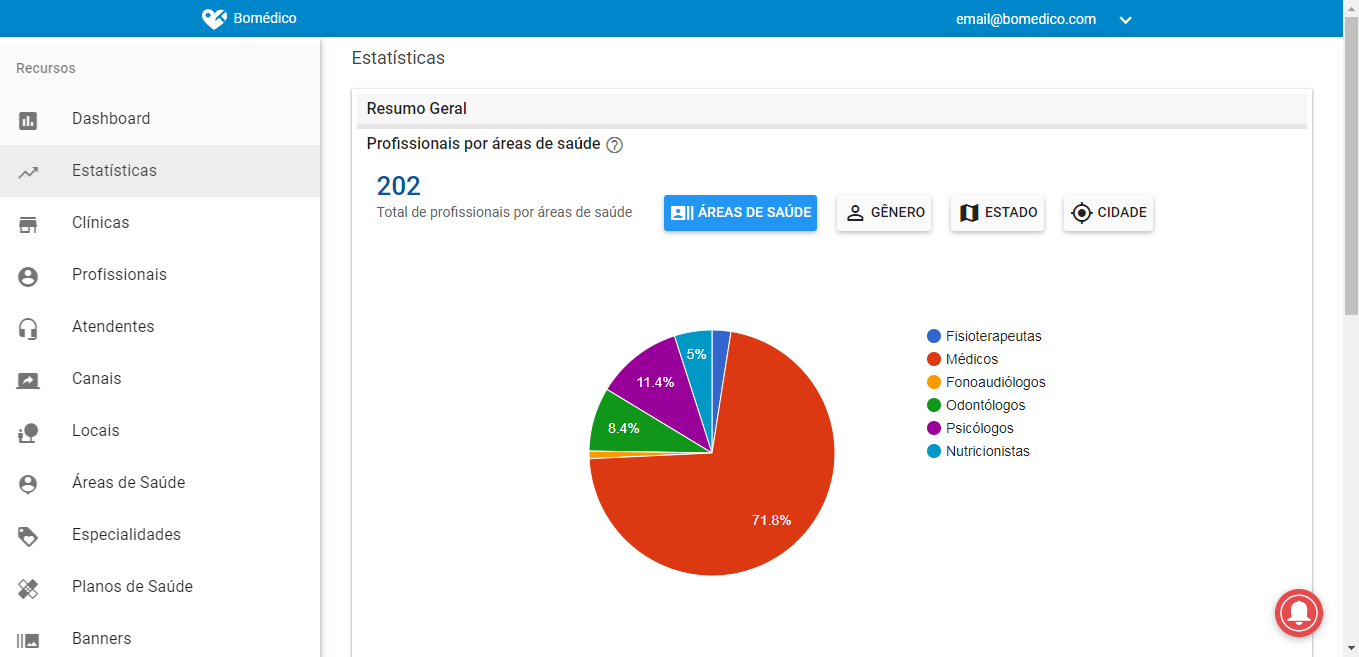 Bomédico
email@bomedico.com
Recursos
Dashboard
Estatísticas
Clínicas
Profissionais
Atendentes
Canais
Locais
Áreas de Saúde
Especialidades
Planos de Saúde
Banners
Estatísticas
Resumo Geral
Profissionais por áreas de saúde ?
202
Total de profissionais por áreas de saúde
ÁREAS DE SAÚDE
GÊNERO
ESTADO
CIDADE
5%
11.4%
8.4%
71.8%
Fisioterapeutas
Médicos
Fonoaudiólogos
Odontólogos
Psicólogos
Nutricionistas